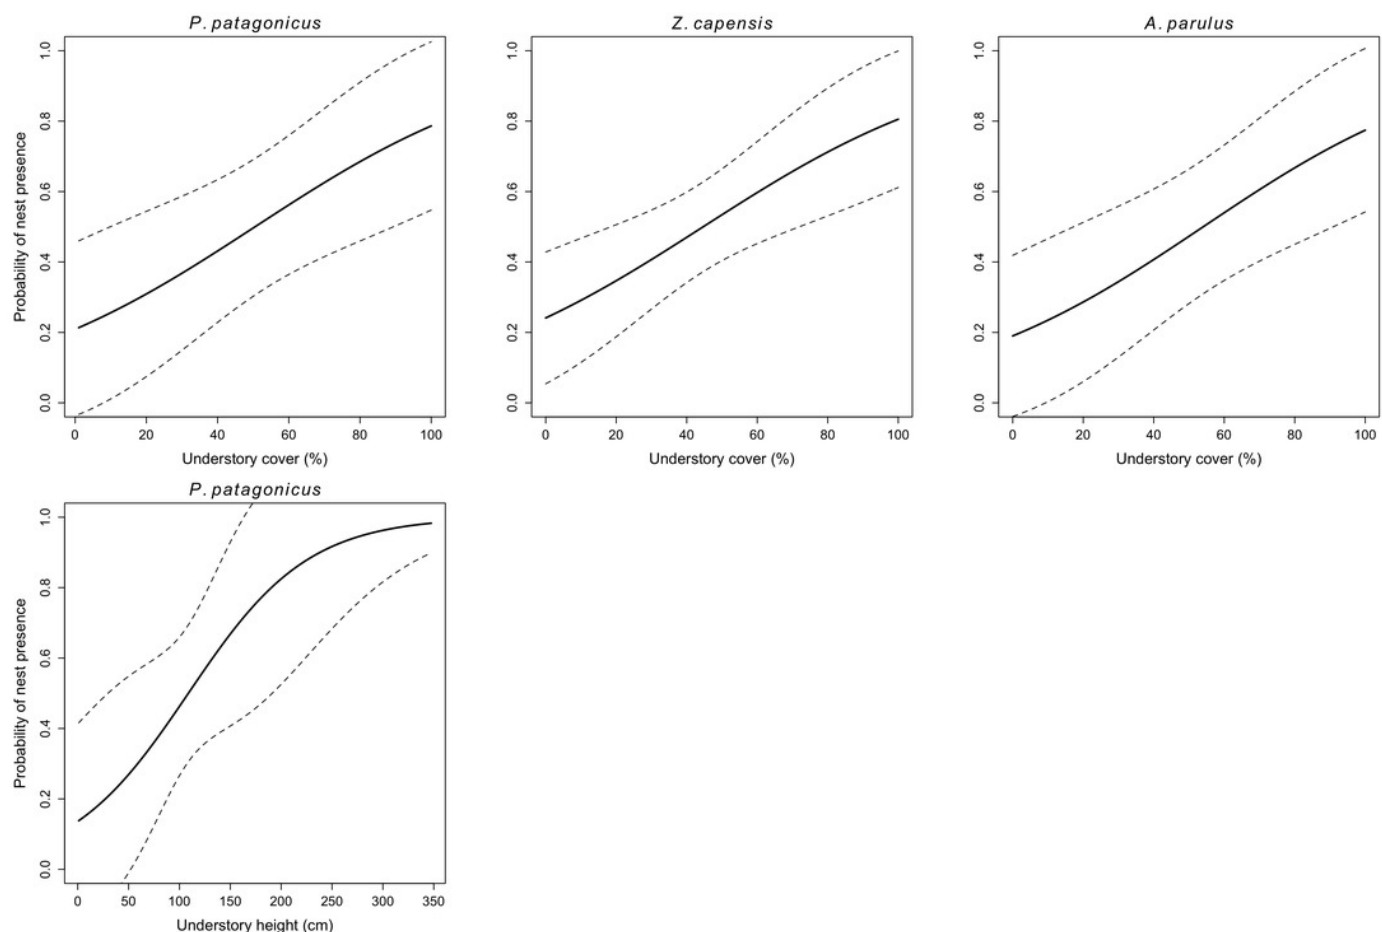 P. patagonicus
Z. capensis
A. parulus
Probability of nest presence
0.0 0.2 0.4 0.6 0.8 1.0
0 20 40 60 80 100
Understory cover (%)
0.0 0.2 0.4 0.6 0.8 1.0
0 20 40 60 80 100
Understory cover (%)
0.0 0.2 0.4 0.6 0.8 1.0
0 20 40 60 80 100
Understory cover (%)
P. patagonicus
Probability of nest presence
0.0 0.2 0.4 0.6 0.8 1.0
0 50 100 150 200 250 300 350
Understory height (cm)